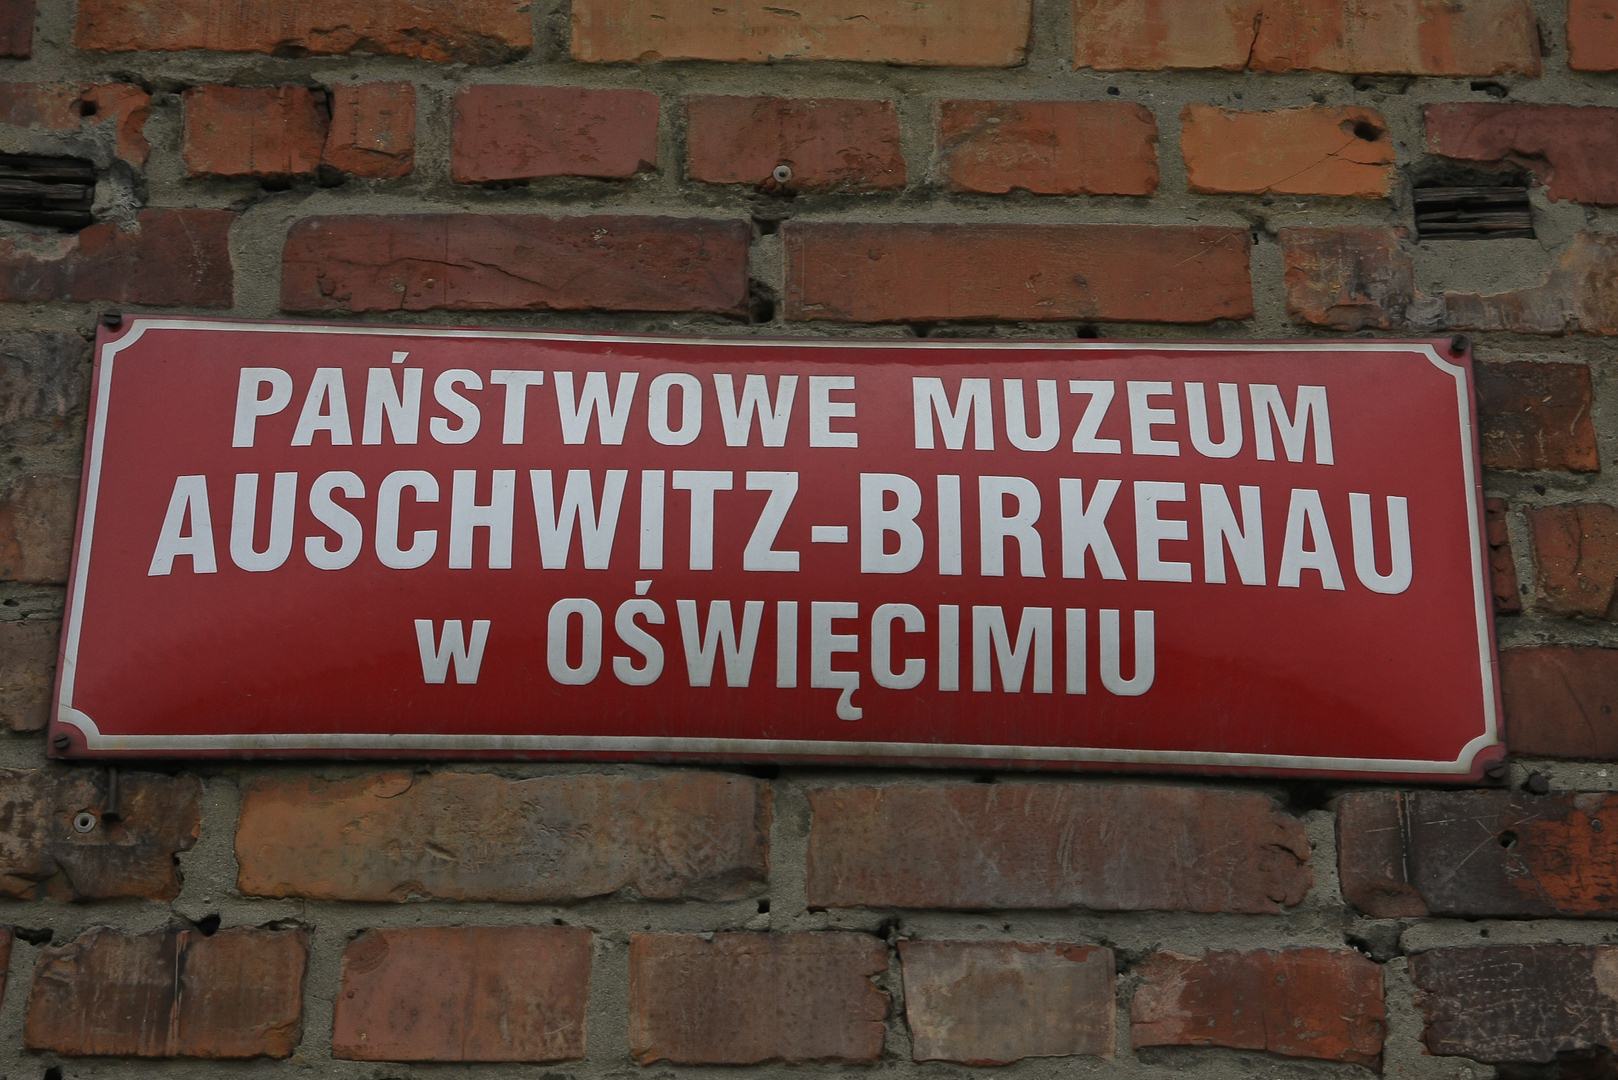 PAŃSTWOWE MUZEUM
AUSCHWITZ-BIRKENAU
w OŚWIĘCIMIU